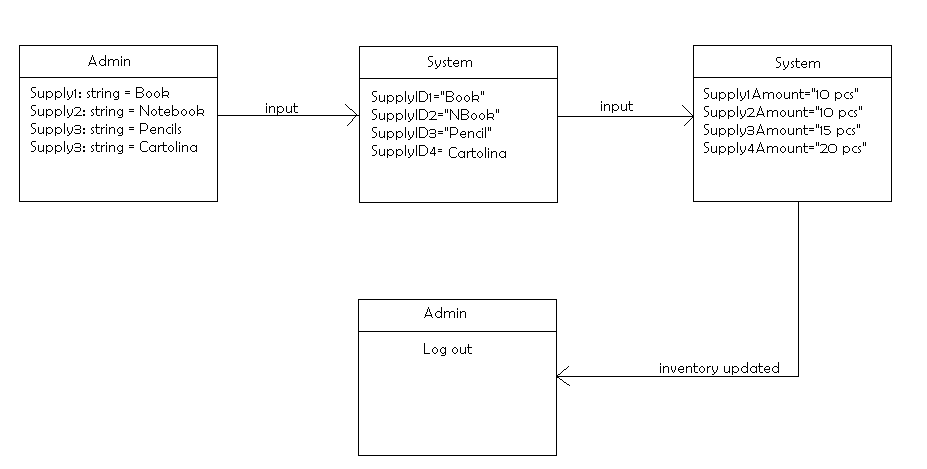 Admin
Supply1: string = Book
Supply2: string = Notebook
Supply3: string = Pencils
Supply3: string = Cartolina
input
System
SupplyID1="Book"
SupplyID2="NBook"
SupplyID3="Pencil"
SupplyID4= Cartolina
input
System
Supply1Amount="10 pcs"
Supply2Amount="10 pcs"
Supply3Amount="15 pcs"
Supply4Amount="20 pcs"
inventory updated
Admin
Log out